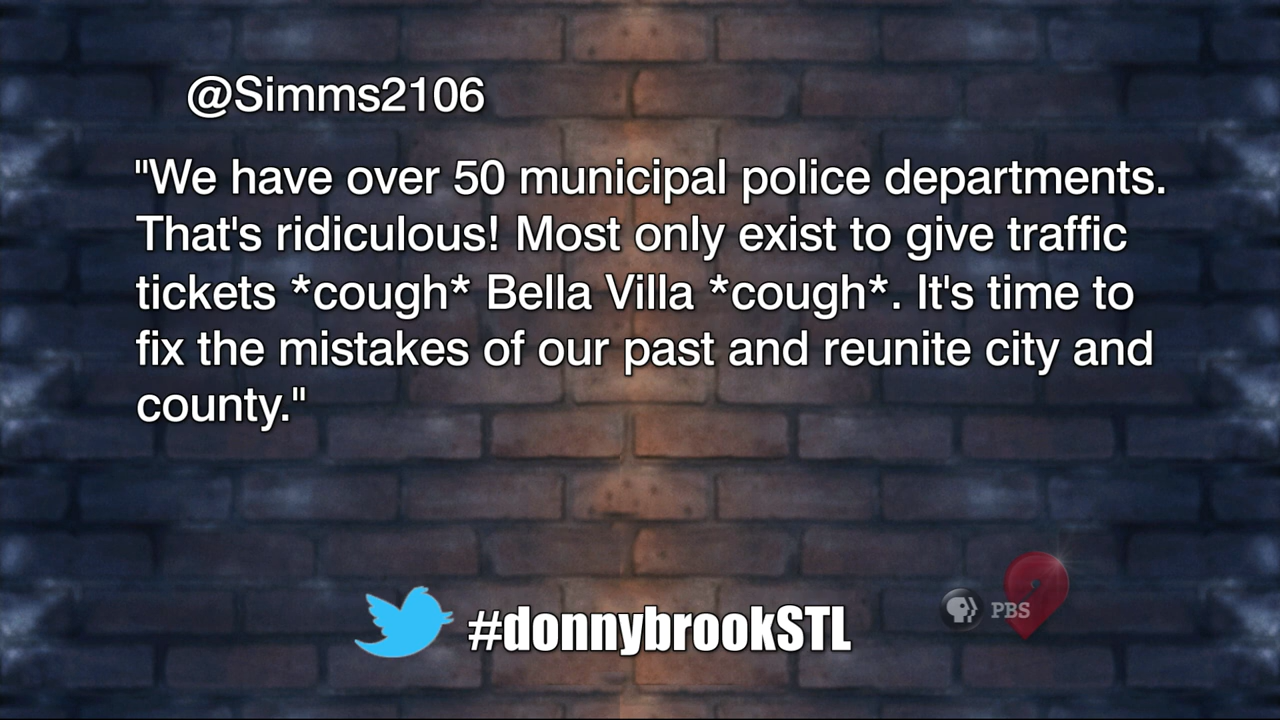 @Simms2106
"We have over 50 municipal police departments.
That's ridiculous! Most only exist to give traffic
tickets *cough* Bella Villa *cough*. It's time to
fix the mistakes of our past and reunite city and
county."
#donnybrookSTL
PBS
9